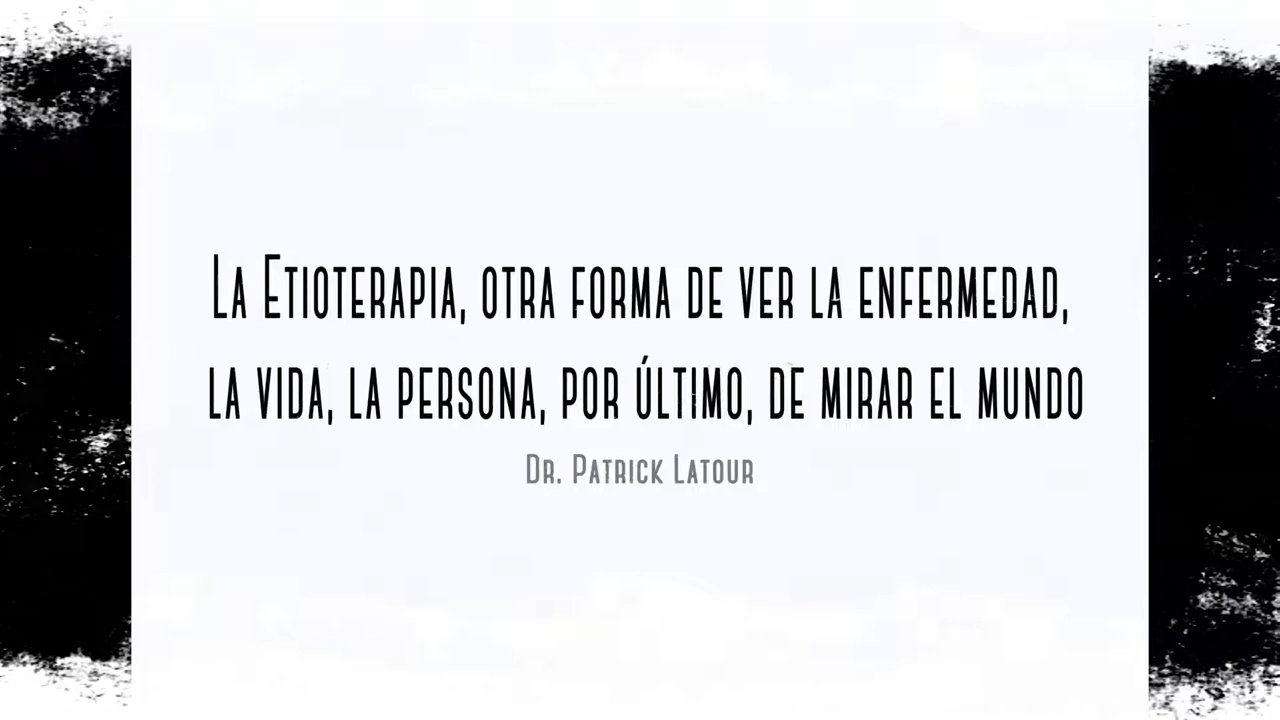 La Etioterapia, otra forma de ver la enfermedad,
la vida, la persona, por último, de mirar el mundo
Dr. Patrick Latour